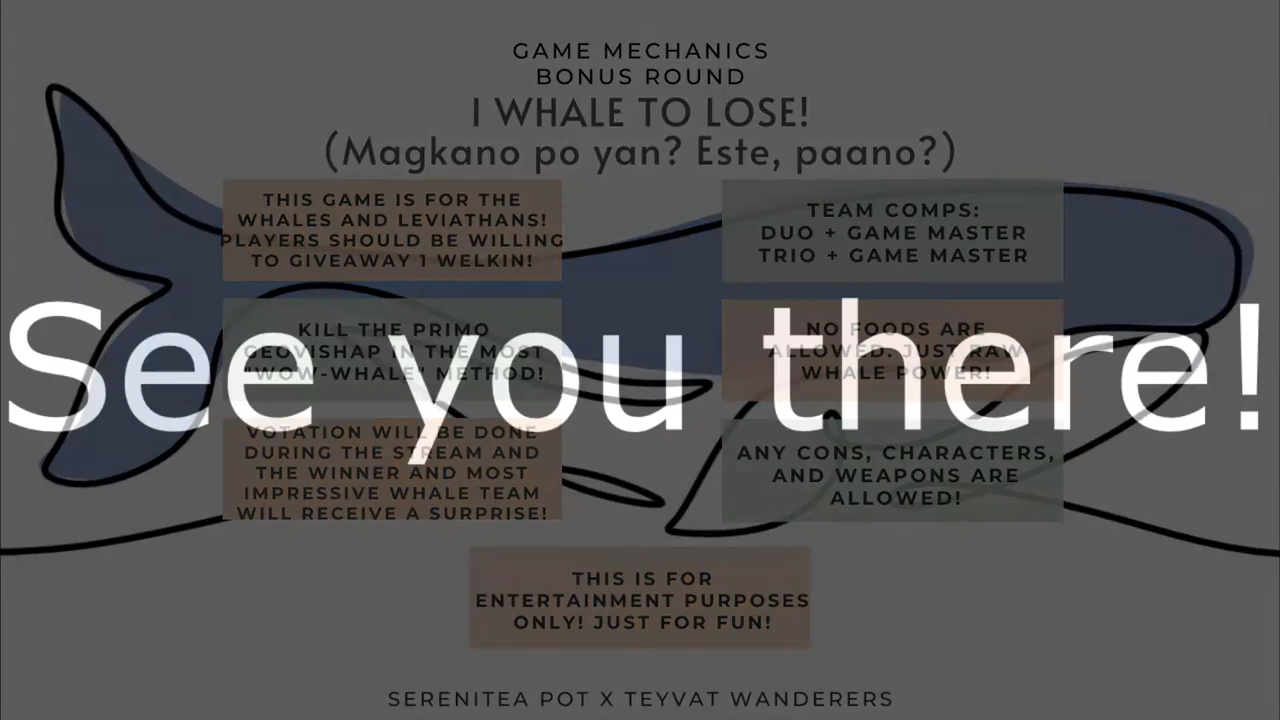 GAME MECHANICS
BONUS ROUND
I WHALE TO LOSE!
(Magkano po yan? Este, paano?)
THIS GAME IS FOR THE
WHALES AND LEVIATHANS!
PLAYERS SHOULD BE WILLING
TO GIVEAWAY 1 WELKIN!
TEAM COMPS:
DUO + GAME MASTER
TRIO + GAME MASTER
KILL THE PRIMO
GEOVISHAP IN THE MOST
"WOW-WHALE" METHOD!
NO FOODS ARE
ALLOWED. JUST RAW
WHALE POWER!
See you there!
VOTATION WILL BE DONE
DURING THE STREAM AND
THE WINNER AND MOST
IMPRESSIVE WHALE TEAM
WILL RECEIVE A SURPRISE!
ANY CONS, CHARACTERS,
AND WEAPONS ARE
ALLOWED!
THIS IS FOR
ENTERTAINMENT PURPOSES
ONLY! JUST FOR FUN!
SERENITEA POT X TEYVAT WANDERERS